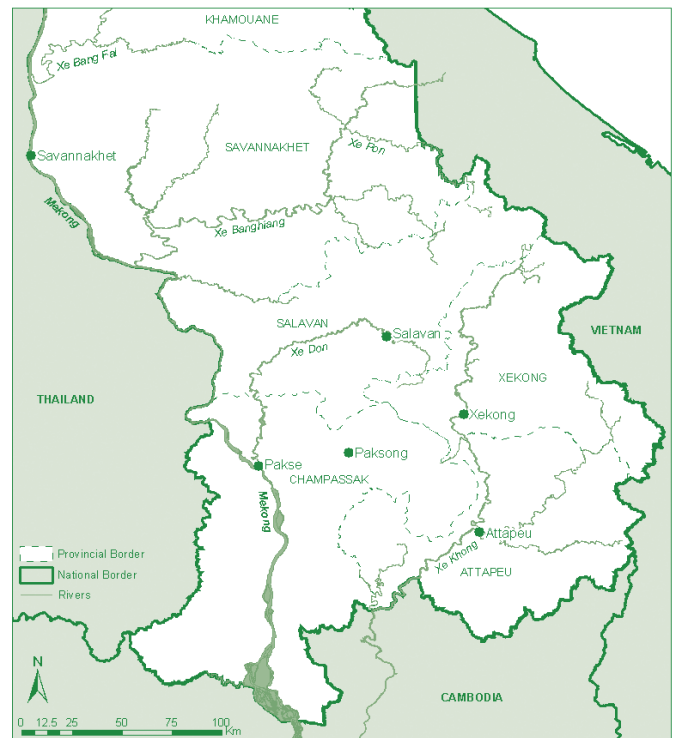 KHAMOUANE
Xe Bang Fai
Savannakhet
SAVANNAKHET
Xe Pon
Mekong
Xe Banghiang
SALAVAN
Salavan
Xe Don
VIETNAM
XEKONG
THAILAND
Xekong
Paksong
Pakse
CHAMPASSAK
Mekong
Attapeu
Xe Khong
ATTAPEU
Provincial Border
National Border
Rivers
N
CAMBODIA
0 12.5 25 50 75 100
Km